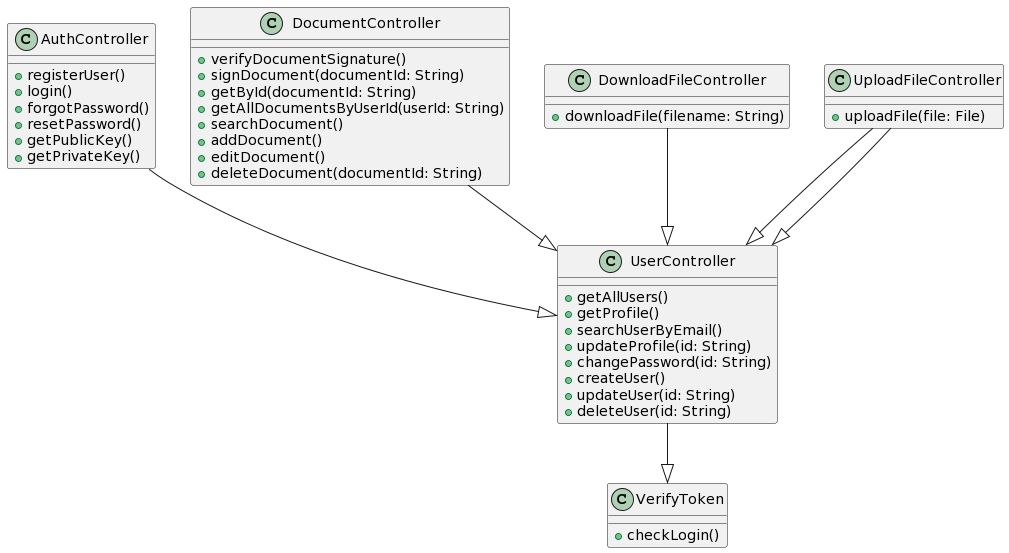 C AuthController
registerUser()
login()
forgotPassword()
resetPassword()
getPublicKey()
getPrivateKey()
C DocumentController
verifyDocumentSignature()
signDocument(documentId: String)
getById(documentId: String)
getAllDocumentsByUserId(userId: String)
searchDocument()
addDocument()
editDocument()
deleteDocument(documentId: String)
C DownloadFileController
downloadFile(filename: String)
C UploadFileController
uploadFile(file: File)
C UserController
getAllUsers()
getProfile()
searchUserByEmail()
updateProfile(id: String)
changePassword(id: String)
createUser()
updateUser(id: String)
deleteUser(id: String)
C VerifyToken
checkLogin()